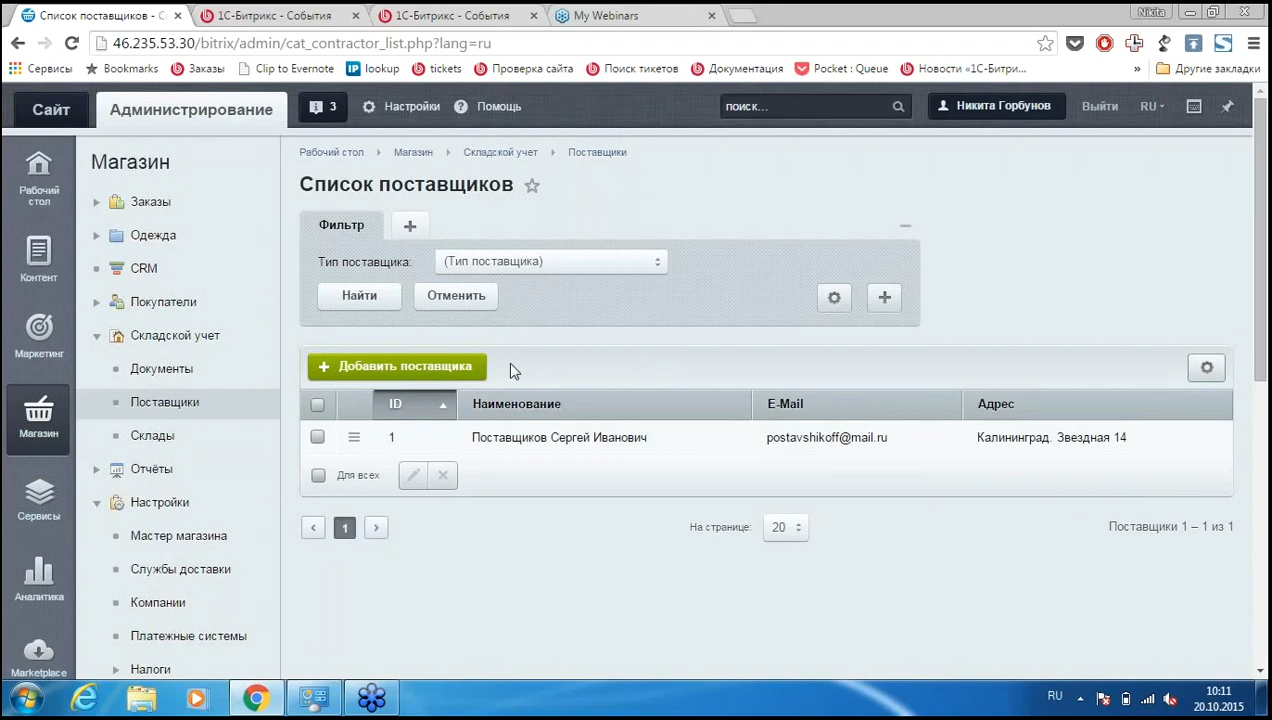 Список поставщиков - С
1С-Битрикс - События
1С-Битрикс - События
My Webinars
Nikita
46.235.53.30/bitrix/admin/cat_contractor_list.php?lang=ru
Сервисы
Bookmarks
Заказы
Clip to Evernote
IP lookup
tickets
Проверка сайта
Поиск тикетов
Документация
Pocket : Queue
Новости «1С-Битри...
»
Другие закладки
Сайт
Администрирование
3
Настройки
Помощь
поиск...
Никита Горбунов
Выйти
RU
Рабочий стол
Контент
Маркетинг
Магазин
Сервисы
Аналитика
Marketplace
Магазин
Заказы
Одежда
CRM
Покупатели
Складской учет
Документы
Поставщики
Склады
Отчёты
Настройки
Мастер магазина
Службы доставки
Компании
Платежные системы
Налоги
Рабочий стол
Магазин
Складской учет
Поставщики
Список поставщиков
Фильтр
Тип поставщика:
(Тип поставщика)
Найти
Отменить
+ Добавить поставщика
ID
Наименование
E-Mail
Адрес
1
Поставщиков Сергей Иванович
postavshikoff@mail.ru
Калининград. Звездная 14
Для всех
1
На странице:
20
Поставщики 1 – 1 из 1
RU
10:11
20.10.2015